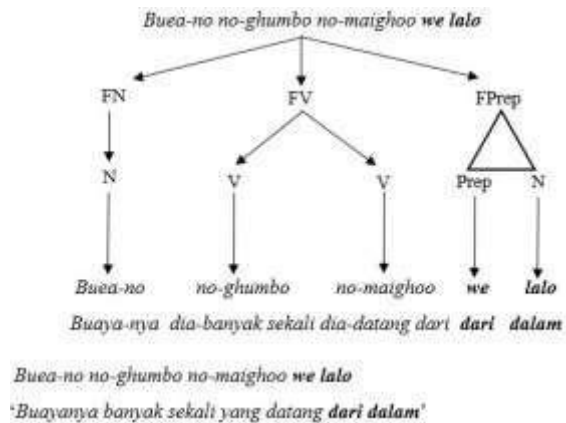 Buea-no no-ghumbo no-maighoo we lalo
FN FV FPrep
N V V Prep N
Buea-no no-ghumbo no-maighoo we lalo
Buaya-nya dia-banyak sekali dia-datang dari dari dalam
Buea-no no-ghumbo no-maighoo we lalo
‘Buayanya banyak sekali yang datang dari dalam’